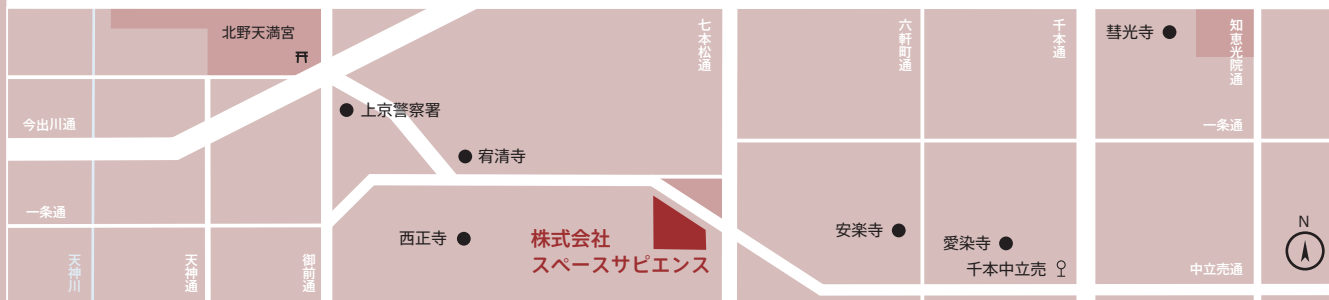 北野天満宮
七本松通
六軒町通
千本通
彗光寺
知恵光院通
上京警察署
今出川通
一条通
宥清寺
一条通
西正寺
株式会社
スペースサピエンス
安楽寺
愛染寺
千本中立売
中立売通
N
天神川
天神通
御前通